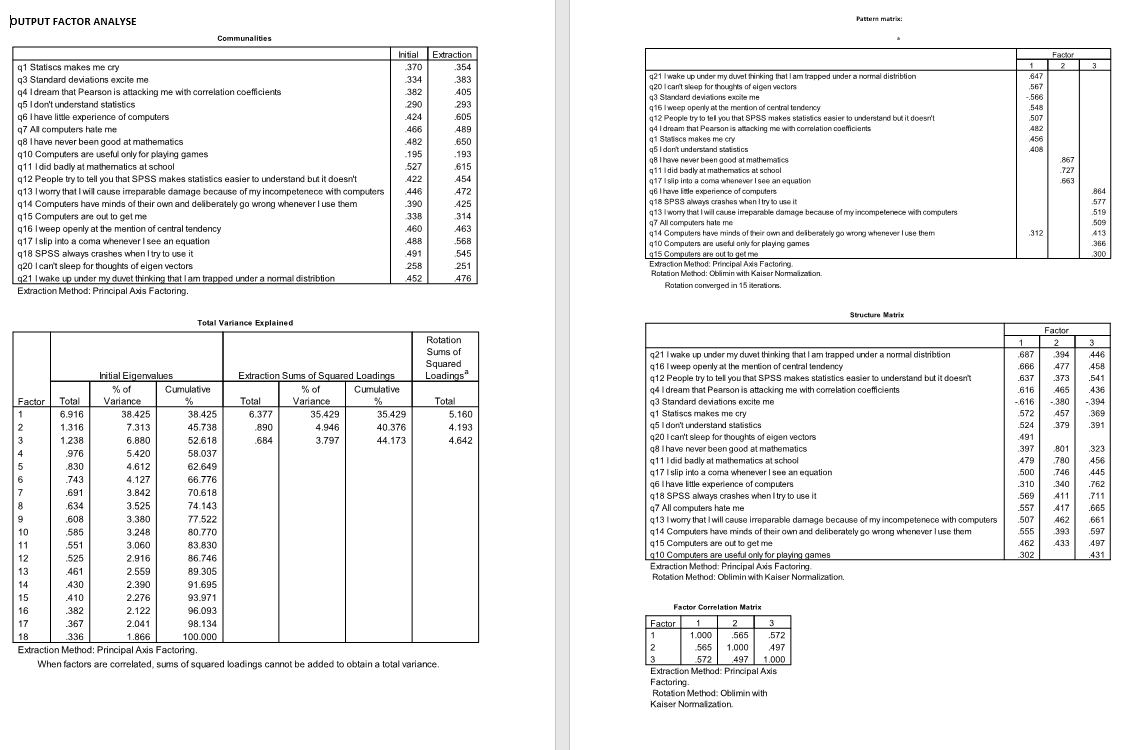 OUTPUT FACTOR ANALYSE
Communalities
Initial Extraction
q1 Statiscs makes me cry .370 .354
q3 Standard deviations excite me .334 .383
q4 I dream that Pearson is attacking me with correlation coefficients .382 .405
q5 I don't understand statistics .290 .293
q6 I have little experience of computers .424 .605
q7 All computers hate me .466 .489
q8 I have never been good at mathematics .482 .650
q10 Computers are useful only for playing games .195 .193
q11 I did badly at mathematics at school .527 .615
q12 People try to tell you that SPSS makes statistics easier to understand but it doesn't .422 .454
q13 I worry that I will cause irreparable damage because of my incompetenece with computers .446 .472
q14 Computers have minds of their own and deliberately go wrong whenever I use them .390 .425
q15 Computers are out to get me .338 .314
q16 I weep openly at the mention of central tendency .460 .463
q17 I slip into a coma whenever I see an equation .488 .568
q18 SPSS always crashes when I try to use it .491 .545
q20 I can't sleep for thoughts of eigen vectors .258 .251
q21 I wake up under my duvet thinking that I am trapped under a normal distribtion .452 .476
Extraction Method: Principal Axis Factoring.
Total Variance Explained
Rotation
Sums of
Squared
Initial Eigenvalues Extraction Sums of Squared Loadings Loadingsa
% of Cumulative % of Cumulative
Factor Total Variance % Total Variance % Total
1 6.916 38.425 38.425 6.377 35.429 35.429 5.160
2 1.316 7.313 45.738 .890 4.946 40.376 4.193
3 1.238 6.880 52.618 .684 3.797 44.173 4.642
4 .976 5.420 58.037
5 .830 4.612 62.649
6 .743 4.127 66.776
7 .691 3.842 70.618
8 .634 3.525 74.143
9 .608 3.380 77.522
10 .585 3.248 80.770
11 .551 3.060 83.830
12 .525 2.916 86.746
13 .461 2.559 89.305
14 .430 2.390 91.695
15 .410 2.276 93.971
16 .382 2.122 96.093
17 .367 2.041 98.134
18 .336 1.866 100.000
Extraction Method: Principal Axis Factoring.
When factors are correlated, sums of squared loadings cannot be added to obtain a total variance.
Pattern matrix:
a
Factor
1 2 3
q21 I wake up under my duvet thinking that I am trapped under a normal distribtion .647
q20 I can't sleep for thoughts of eigen vectors .567
q3 Standard deviations excite me -.566
q16 I weep openly at the mention of central tendency .548
q12 People try to tell you that SPSS makes statistics easier to understand but it doesn't .507
q4 I dream that Pearson is attacking me with correlation coefficients .482
q1 Statiscs makes me cry .456
q5 I don't understand statistics .408
q8 I have never been good at mathematics .867
q11 I did badly at mathematics at school .727
q17 I slip into a coma whenever I see an equation .663
q6 I have little experience of computers .864
q18 SPSS always crashes when I try to use it .577
q13 I worry that I will cause irreparable damage because of my incompetenece with computers .519
q7 All computers hate me .509
q14 Computers have minds of their own and deliberately go wrong whenever I use them .312 .413
q10 Computers are useful only for playing games .366
q15 Computers are out to get me .300
Extraction Method: Principal Axis Factoring.
Rotation Method: Oblimin with Kaiser Normalization.
Rotation converged in 15 iterations.
Structure Matrix
Factor
1 2 3
q21 I wake up under my duvet thinking that I am trapped under a normal distribtion .687 .394 .446
q16 I weep openly at the mention of central tendency .666 .477 .458
q12 People try to tell you that SPSS makes statistics easier to understand but it doesn't .637 .373 .541
q4 I dream that Pearson is attacking me with correlation coefficients .616 .465 .436
q3 Standard deviations excite me -.616 -.380 -.394
q1 Statiscs makes me cry .572 .457 .369
q5 I don't understand statistics .524 .379 .391
q20 I can't sleep for thoughts of eigen vectors .491
q8 I have never been good at mathematics .397 .801 .323
q11 I did badly at mathematics at school .479 .780 .456
q17 I slip into a coma whenever I see an equation .500 .746 .445
q6 I have little experience of computers .310 .340 .762
q18 SPSS always crashes when I try to use it .569 .411 .711
q7 All computers hate me .557 .417 .665
q13 I worry that I will cause irreparable damage because of my incompetenece with computers .507 .462 .661
q14 Computers have minds of their own and deliberately go wrong whenever I use them .555 .393 .597
q15 Computers are out to get me .462 .433 .497
q10 Computers are useful only for playing games .302 .431
Extraction Method: Principal Axis Factoring.
Rotation Method: Oblimin with Kaiser Normalization.
Factor Correlation Matrix
Factor 1 2 3
1 1.000 .565 .572
2 .565 1.000 .497
3 .572 .497 1.000
Extraction Method: Principal Axis
Factoring.
Rotation Method: Oblimin with
Kaiser Normalization.